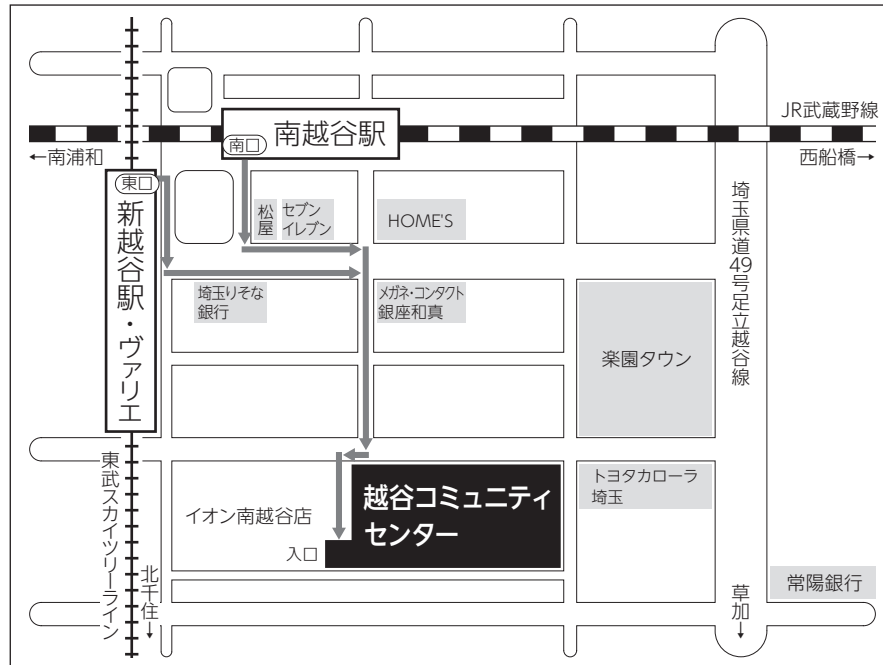 JR武蔵野線
南口
南越谷駅
←南浦和
西船橋→
東口
新越谷駅・ヴァリエ
松屋
セブン
イレブン
HOME'S
埼玉県道49号足立越谷線
埼玉りそな
銀行
メガネ・コンタクト
銀座和真
楽園タウン
東武スカイツリーライン
イオン南越谷店
越谷コミュニティ
センター
トヨタカローラ
埼玉
入口
北千住↓
草加↓
常陽銀行